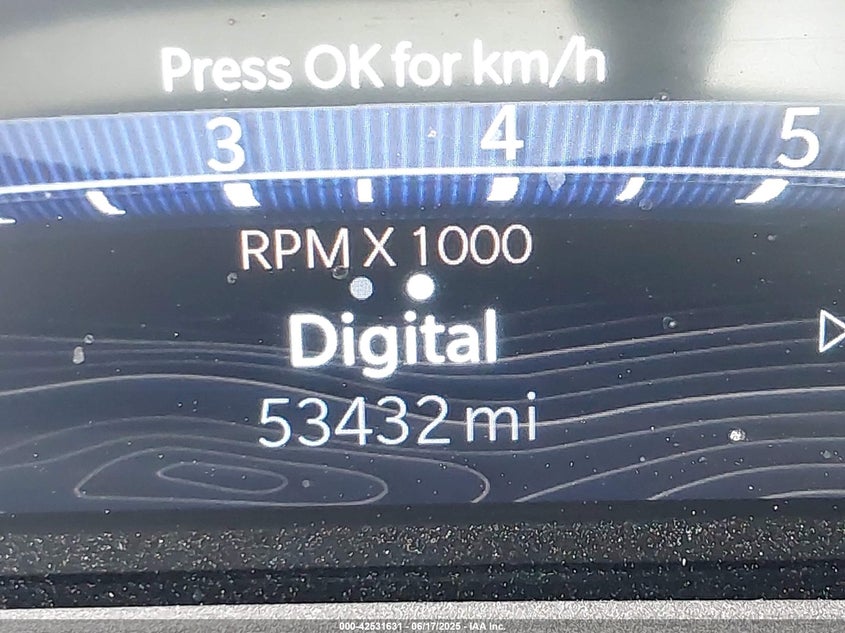 Press OK for km/h
3 4 5
RPM X 1000
Digital
53432 mi
000-42531631 - 06/17/2025 - IAA Inc.